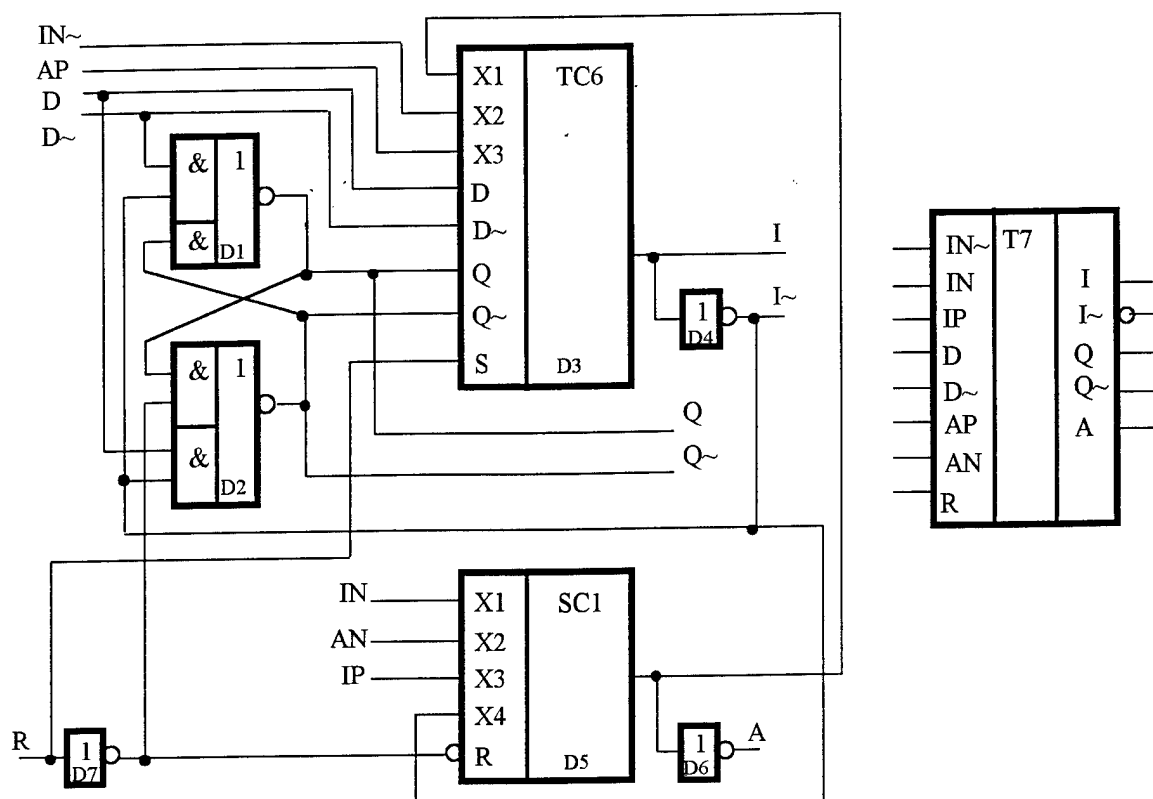 IN~
AP
D
D~
& 1
&
D1
& 1
&
D2
X1 TC6
X2
X3
D
D~
Q
Q~
S D3
I
I~
1
D4
Q
Q~
IN~ T7
IN I
IP I~
D Q
D~ Q~
AP A
AN
R
IN X1 SC1
AN X2
IP X3
X4
R D5
R
1
D7
1
D6
A